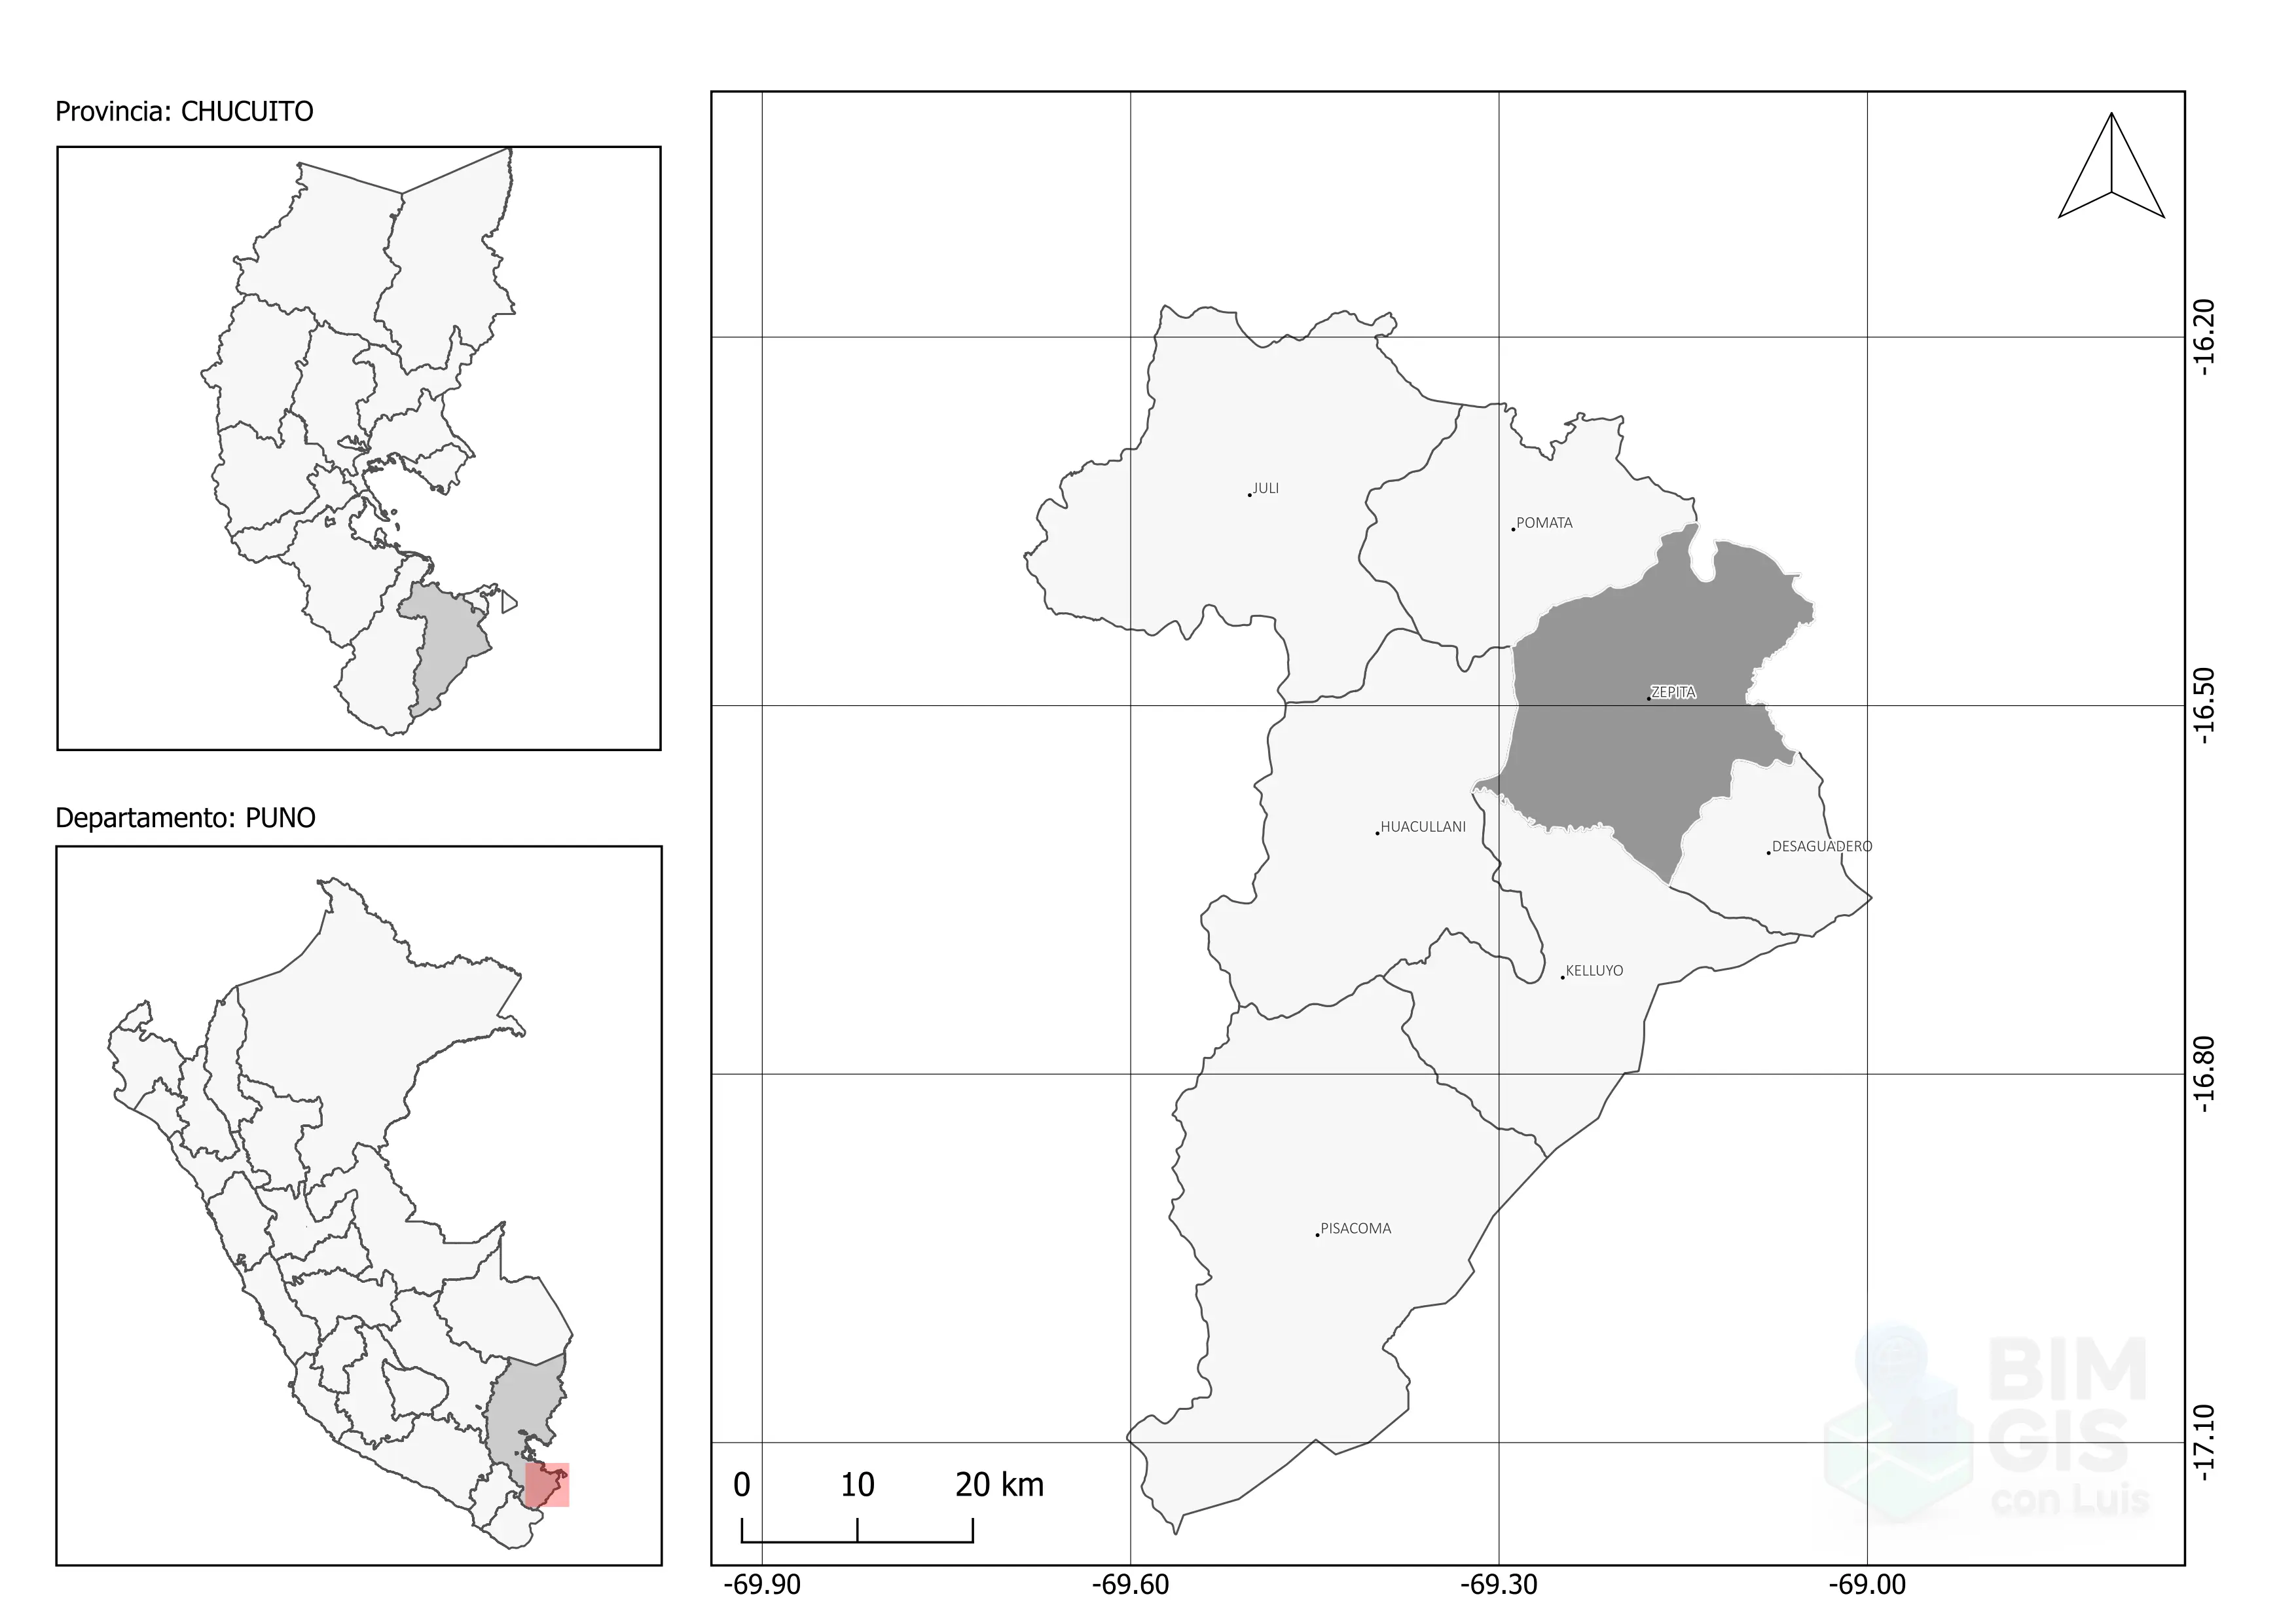 Provincia: CHUCUITO
Departamento: PUNO
JULI
POMATA
ZEPITA
HUACULLANI
DESAGUADERO
KELLUYO
PISACOMA
-16.20
-16.50
-16.80
-17.10
0 10 20 km
-69.90 -69.60 -69.30 -69.00
BIM
GIS
con Luis